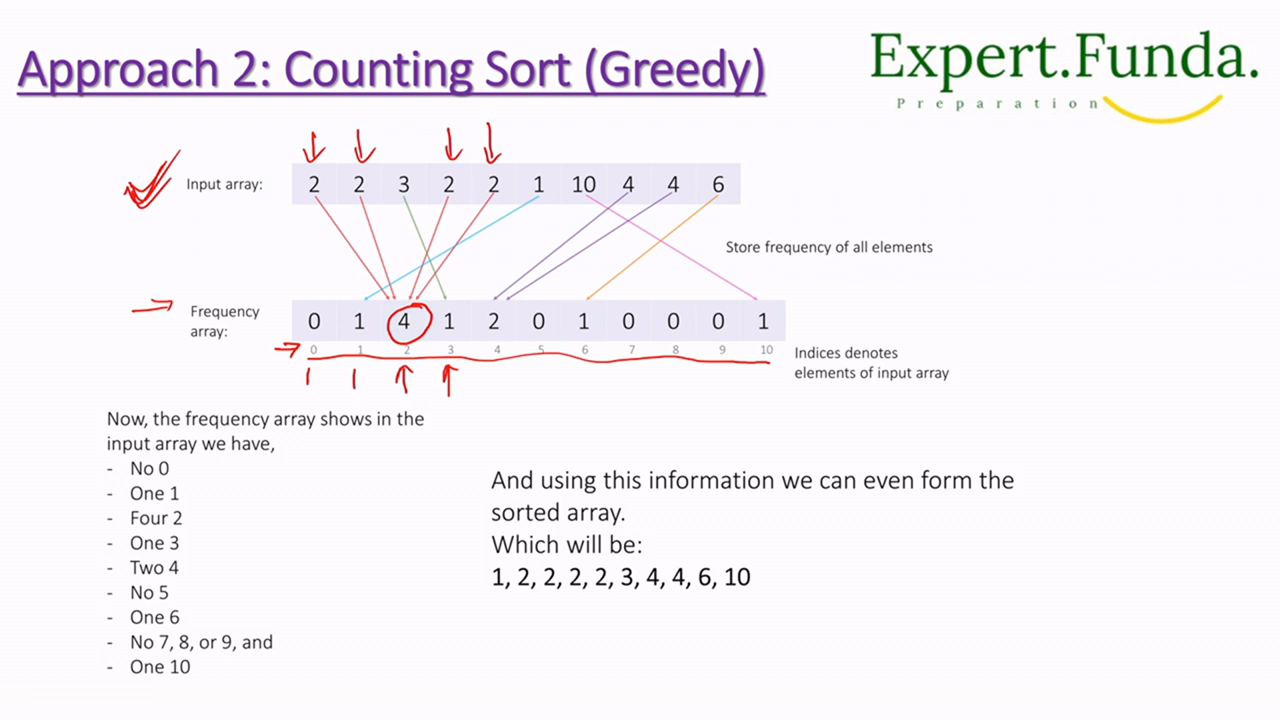 Approach 2: Counting Sort (Greedy)
Expert.Funda.
Preparation
Input array: 2 2 3 2 2 1 10 4 4 6
Store frequency of all elements
Frequency
array:
0 1 4 1 2 0 1 0 0 0 1
0 1 2 3 4 5 6 7 8 9 10
Indices denotes
elements of input array
Now, the frequency array shows in the
input array we have,
- No 0
- One 1
- Four 2
- One 3
- Two 4
- No 5
- One 6
- No 7, 8, or 9, and
- One 10
And using this information we can even form the
sorted array.
Which will be:
1, 2, 2, 2, 2, 3, 4, 4, 6, 10